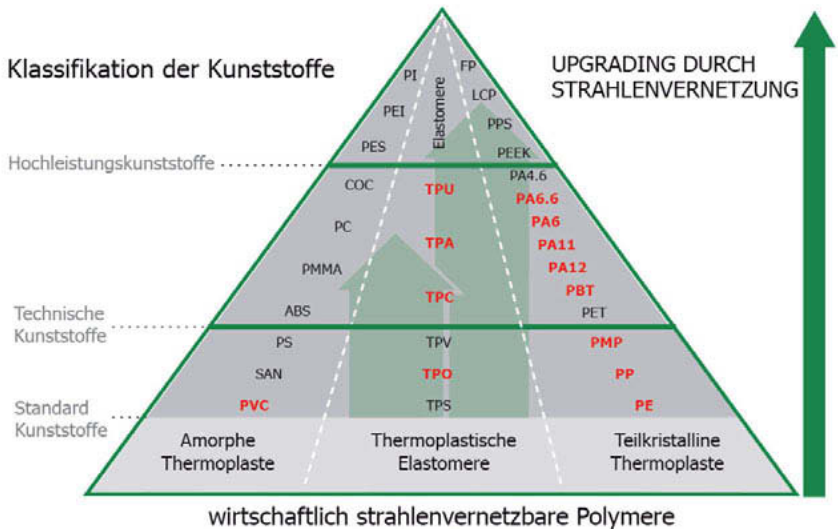 Klassifikation der Kunststoffe
UPGRADING DURCH
STRAHLENVERNETZUNG
Hochleistungskunststoffe
PI
PEI
PES
Elastomere
FP
LCP
PPS
PEEK
Technische
Kunststoffe
COC
PC
PMMA
ABS
TPU
TPA
TPC
PA4.6
PA6.6
PA6
PA11
PA12
PBT
PET
Standard
Kunststoffe
PS
SAN
PVC
TPV
TPO
TPS
PMP
PP
PE
Amorphe
Thermoplaste
Thermoplastische
Elastomere
Teilkristalline
Thermoplaste
wirtschaftlich strahlenvernetzbare Polymere